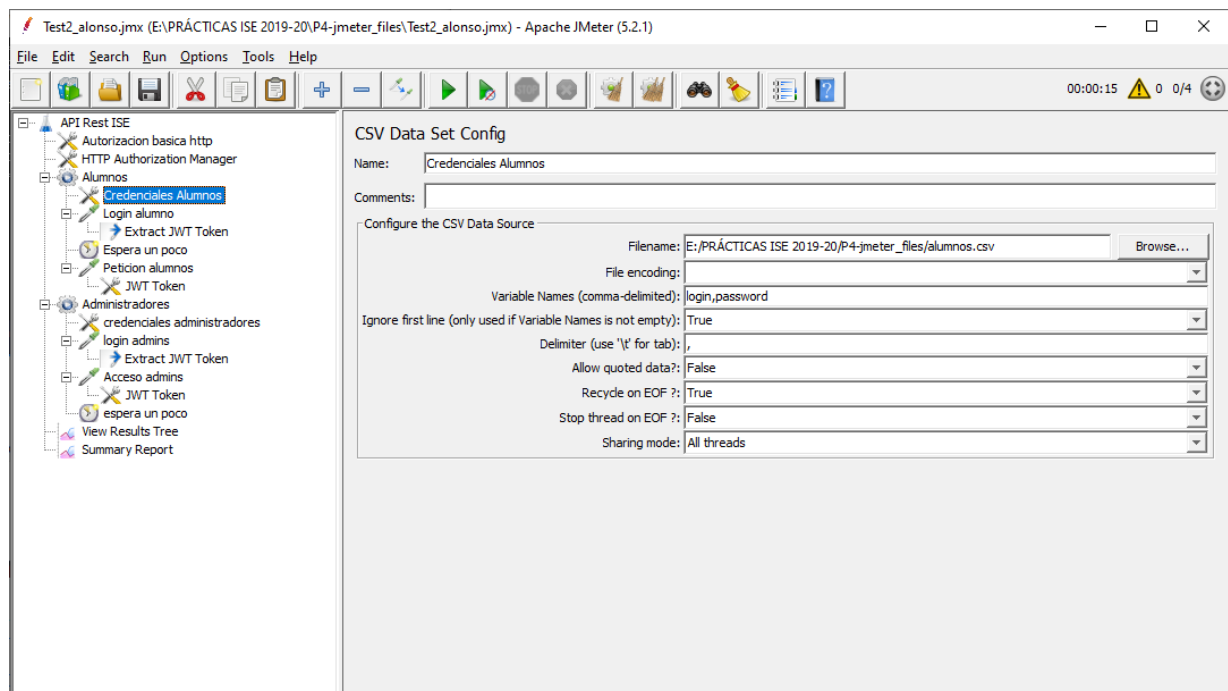 Test2_alonso.jmx (E:\PRÁCTICAS ISE 2019-20\P4-jmeter_files\Test2_alonso.jmx) - Apache JMeter (5.2.1)
File Edit Search Run Options Tools Help
STOP
00:00:15 0 0/4
API Rest ISE
Autorizacion basica http
HTTP Authorization Manager
Alumnos
Credenciales Alumnos
Login alumno
Extract JWT Token
Espera un poco
Peticion alumnos
JWT Token
Administradores
credenciales administradores
login admins
Extract JWT Token
Acceso admins
JWT Token
espera un poco
View Results Tree
Summary Report
CSV Data Set Config
Name: Credenciales Alumnos
Comments:
Configure the CSV Data Source
Filename: E:/PRÁCTICAS ISE 2019-20/P4-jmeter_files/alumnos.csv Browse...
File encoding:
Variable Names (comma-delimited): login,password
Ignore first line (only used if Variable Names is not empty): True
Delimiter (use '\t' for tab): ,
Allow quoted data?: False
Recycle on EOF ?: True
Stop thread on EOF ?: False
Sharing mode: All threads